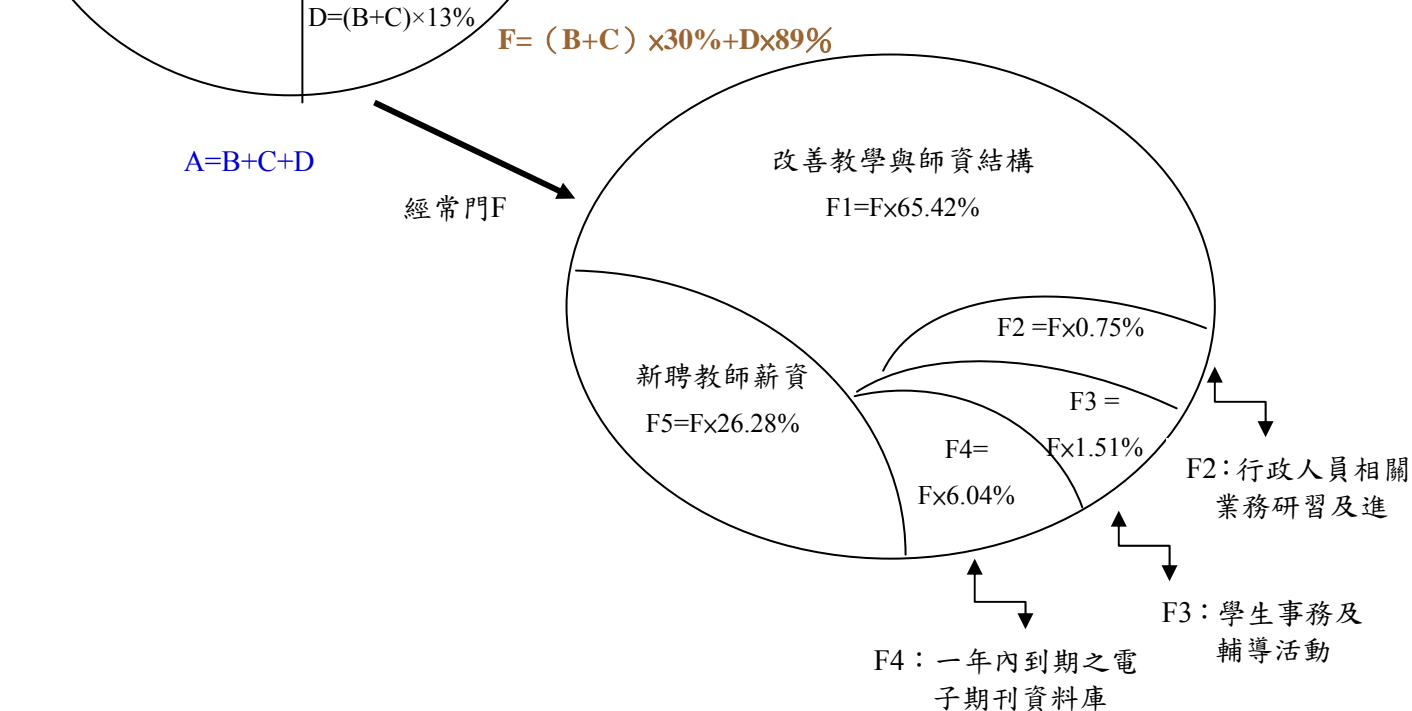 D=(B+C)×13%
F=（B+C）×30%+D×89%
A=B+C+D
經常門F
改善教學與師資結構
F1=F×65.42%
F2 =F×0.75%
新聘教師薪資
F5=F×26.28%
F3 =
F×1.51%
F4=
F×6.04%
F2：行政人員相關
業務研習及進
F3：學生事務及
輔導活動
F4：一年內到期之電
子期刊資料庫